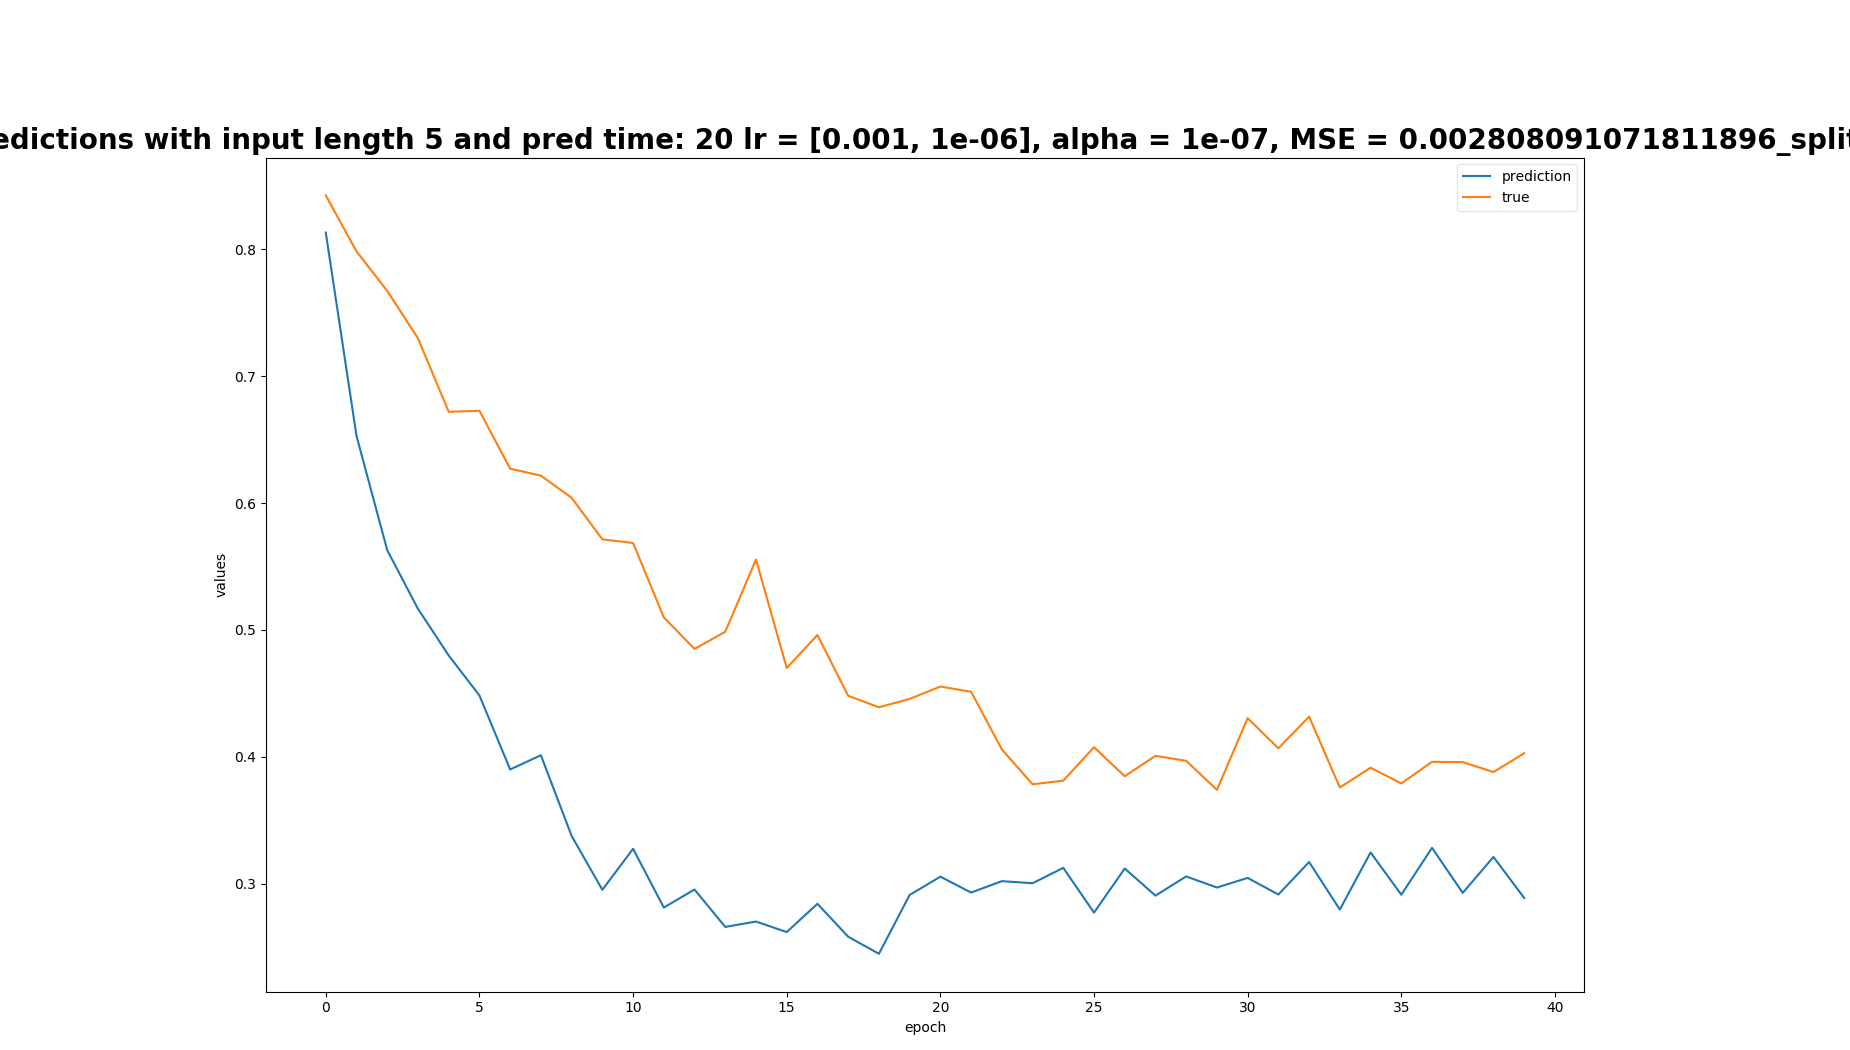 edictions with input length 5 and pred time: 20 lr = [0.001, 1e-06], alpha = 1e-07, MSE = 0.002808091071811896_split
prediction
true
0.8
0.7
0.6
0.5
0.4
0.3
values
0 5 10 15 20 25 30 35 40
epoch